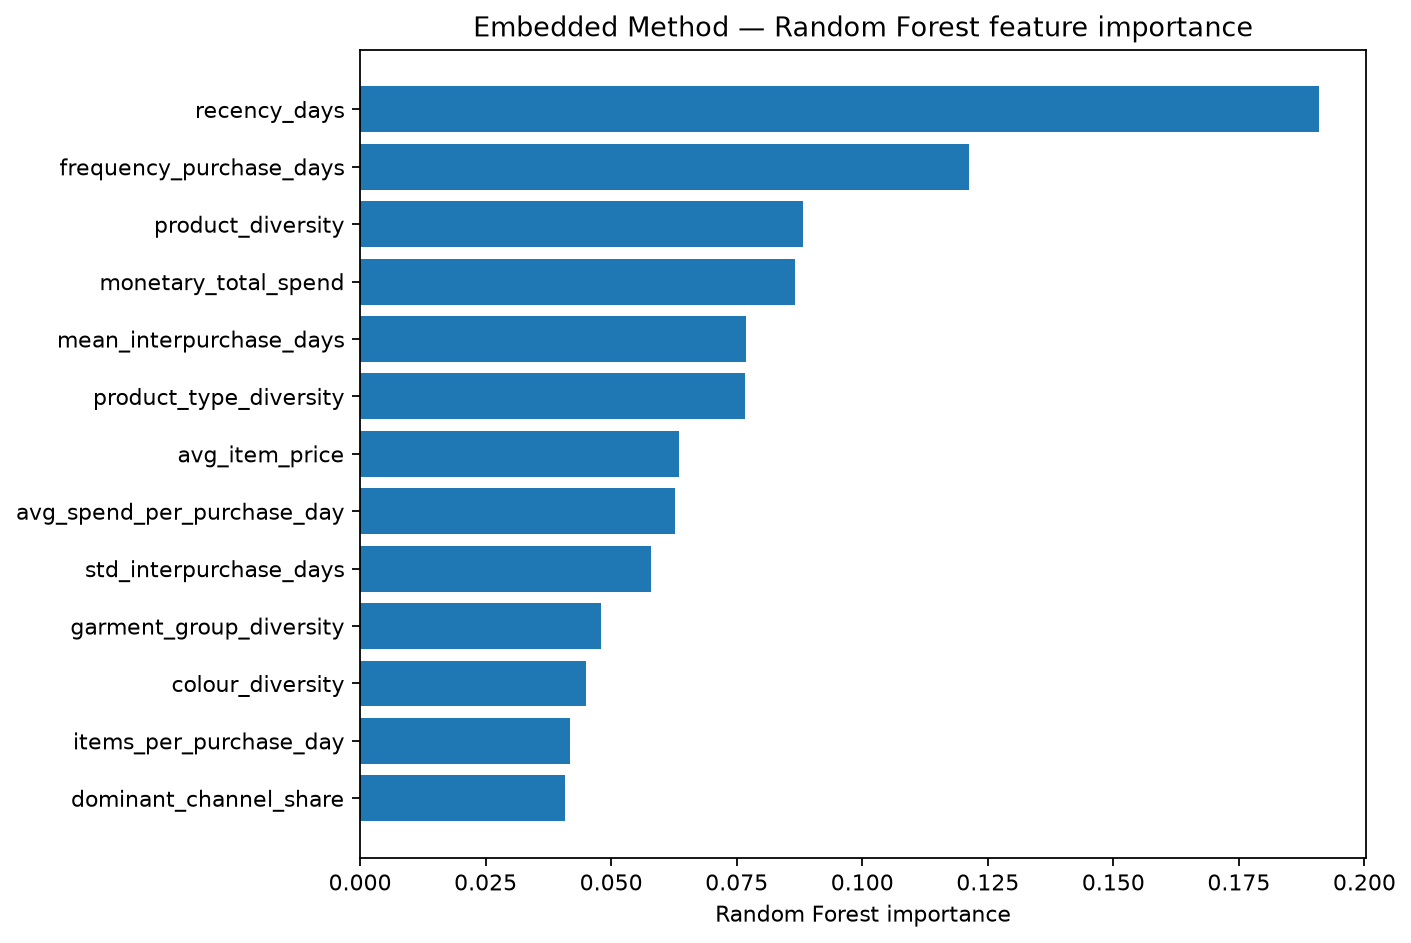 Embedded Method — Random Forest feature importance
recency_days
frequency_purchase_days
product_diversity
monetary_total_spend
mean_interpurchase_days
product_type_diversity
avg_item_price
avg_spend_per_purchase_day
std_interpurchase_days
garment_group_diversity
colour_diversity
items_per_purchase_day
dominant_channel_share
0.000 0.025 0.050 0.075 0.100 0.125 0.150 0.175 0.200
Random Forest importance